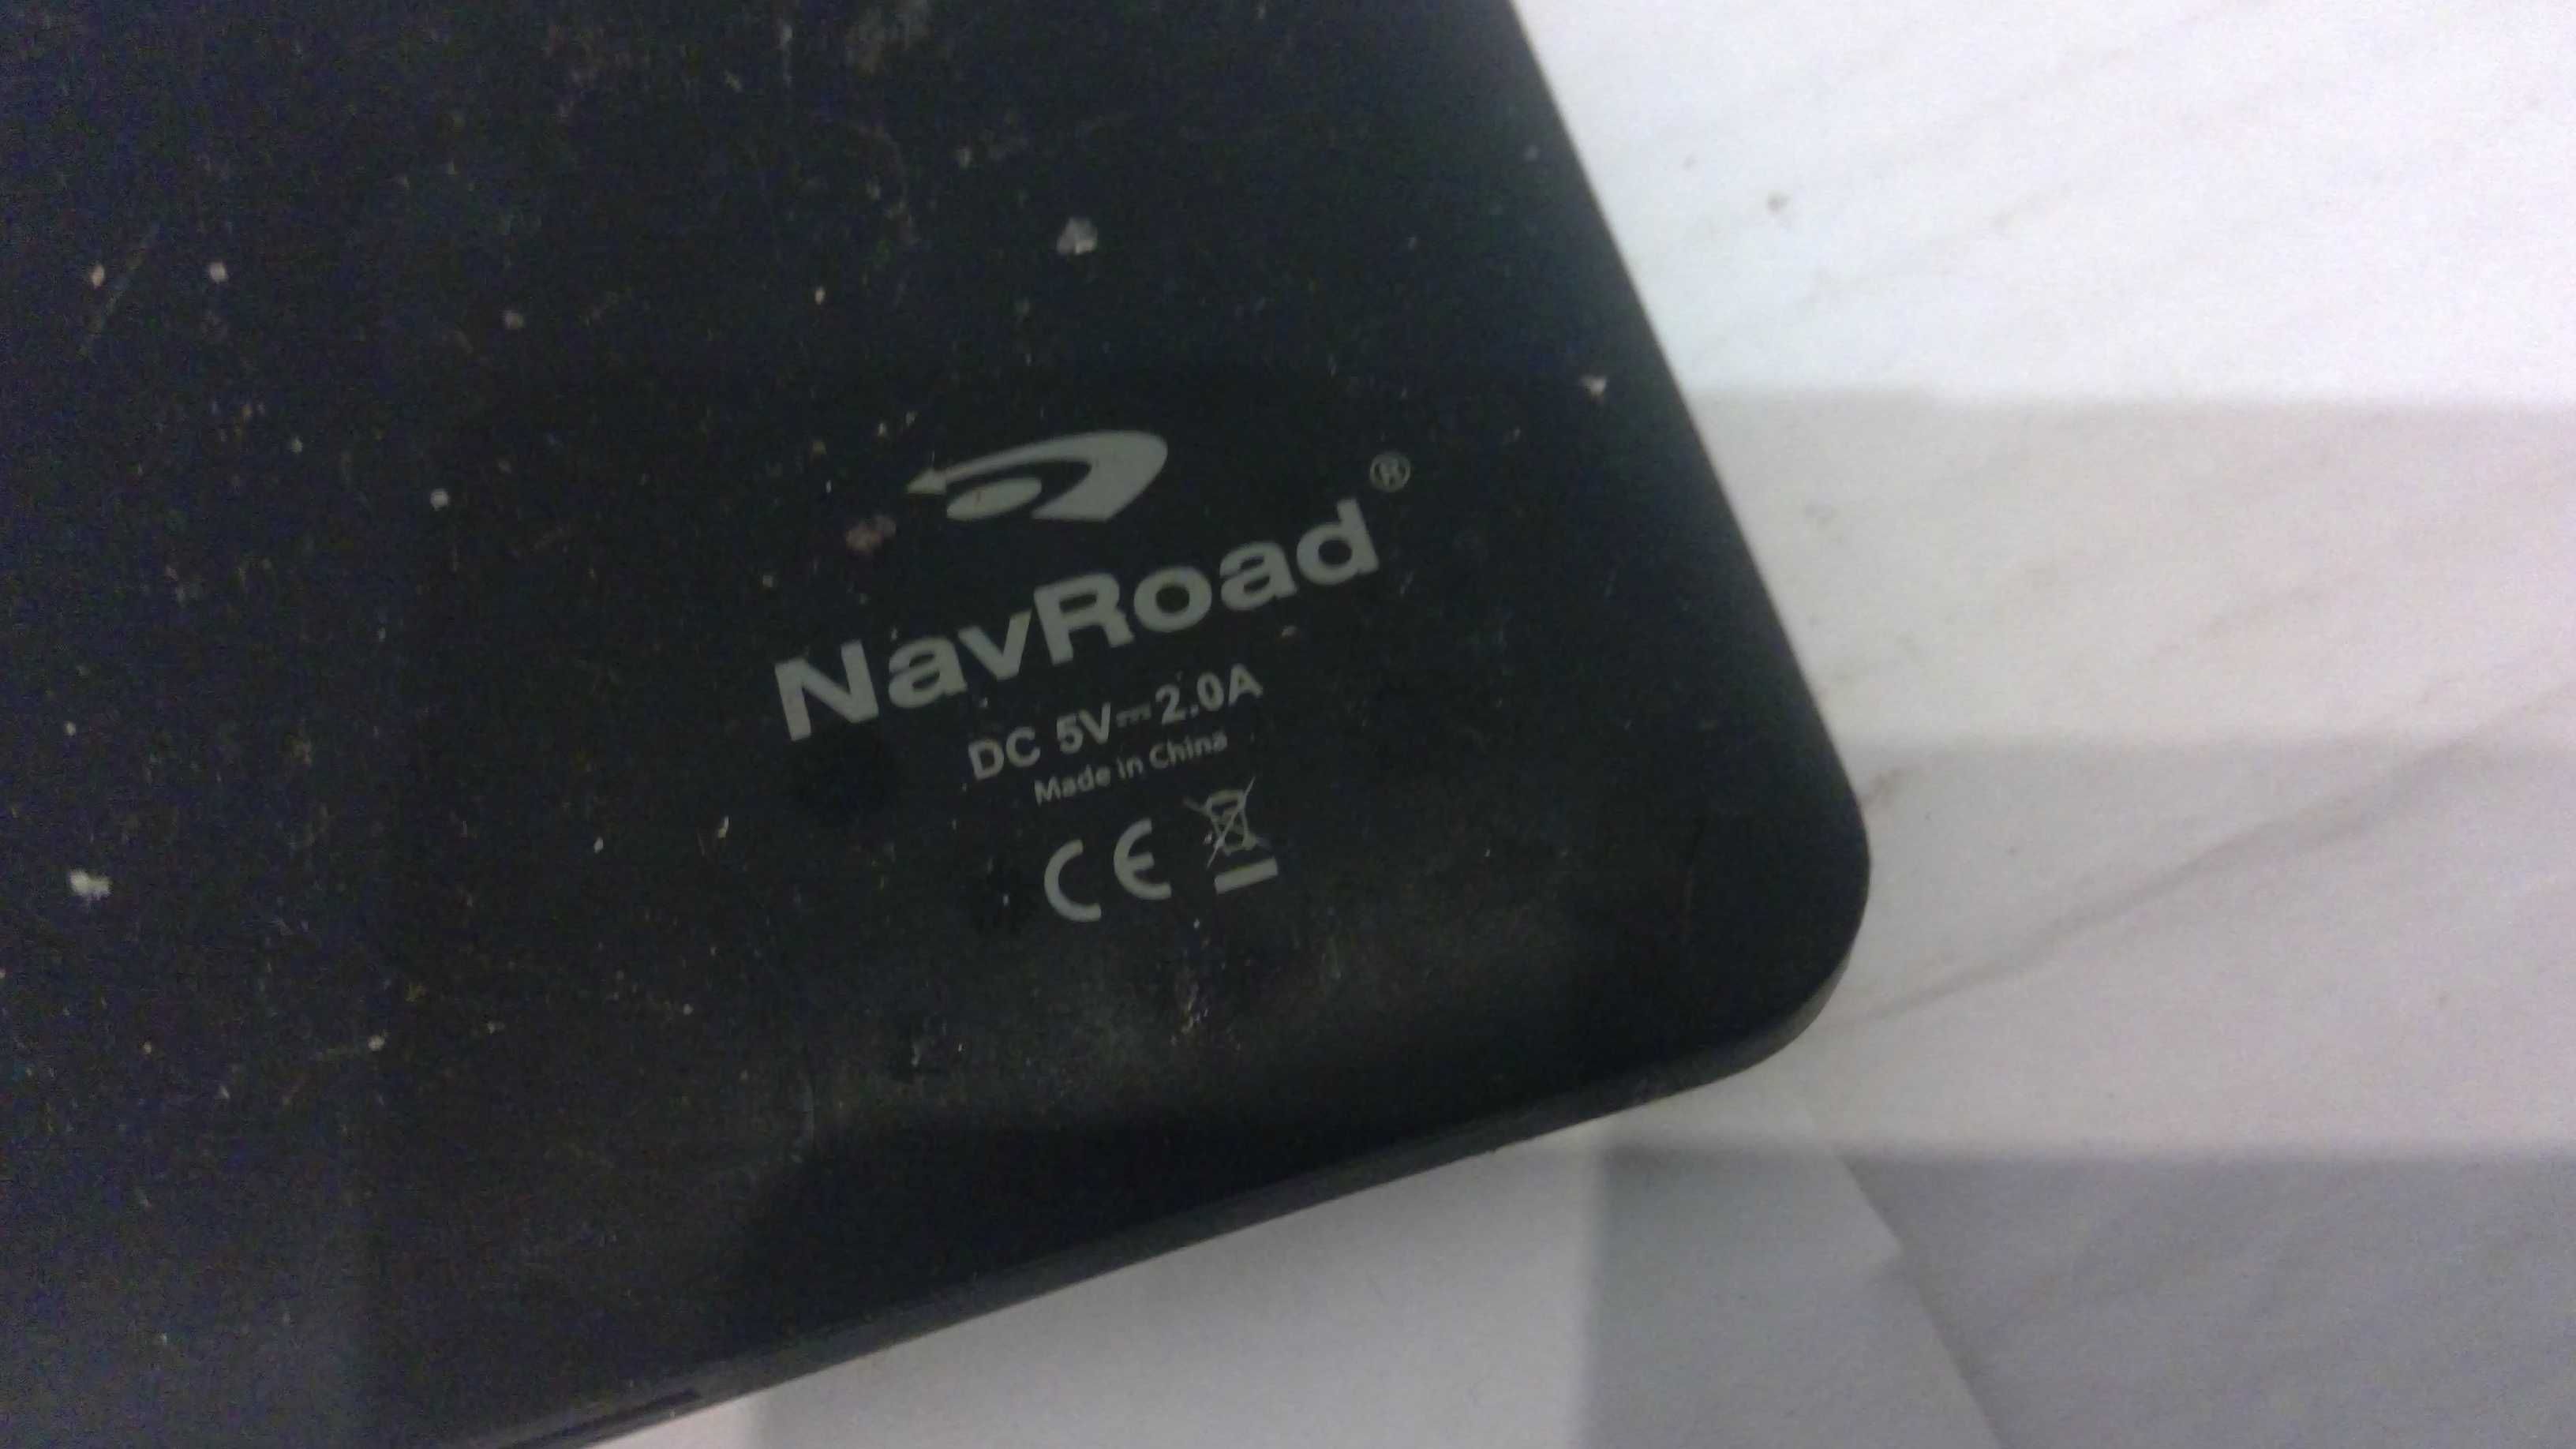 NavRoad®
DC 5V⎓2.0A
Made in China
CE